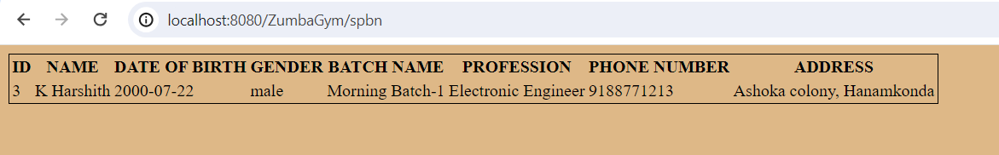 localhost:8080/ZumbaGym/spbn
ID NAME DATE OF BIRTH GENDER BATCH NAME PROFESSION PHONE NUMBER ADDRESS
3 K Harshith 2000-07-22 male Morning Batch-1 Electronic Engineer 9188771213 Ashoka colony, Hanamkonda